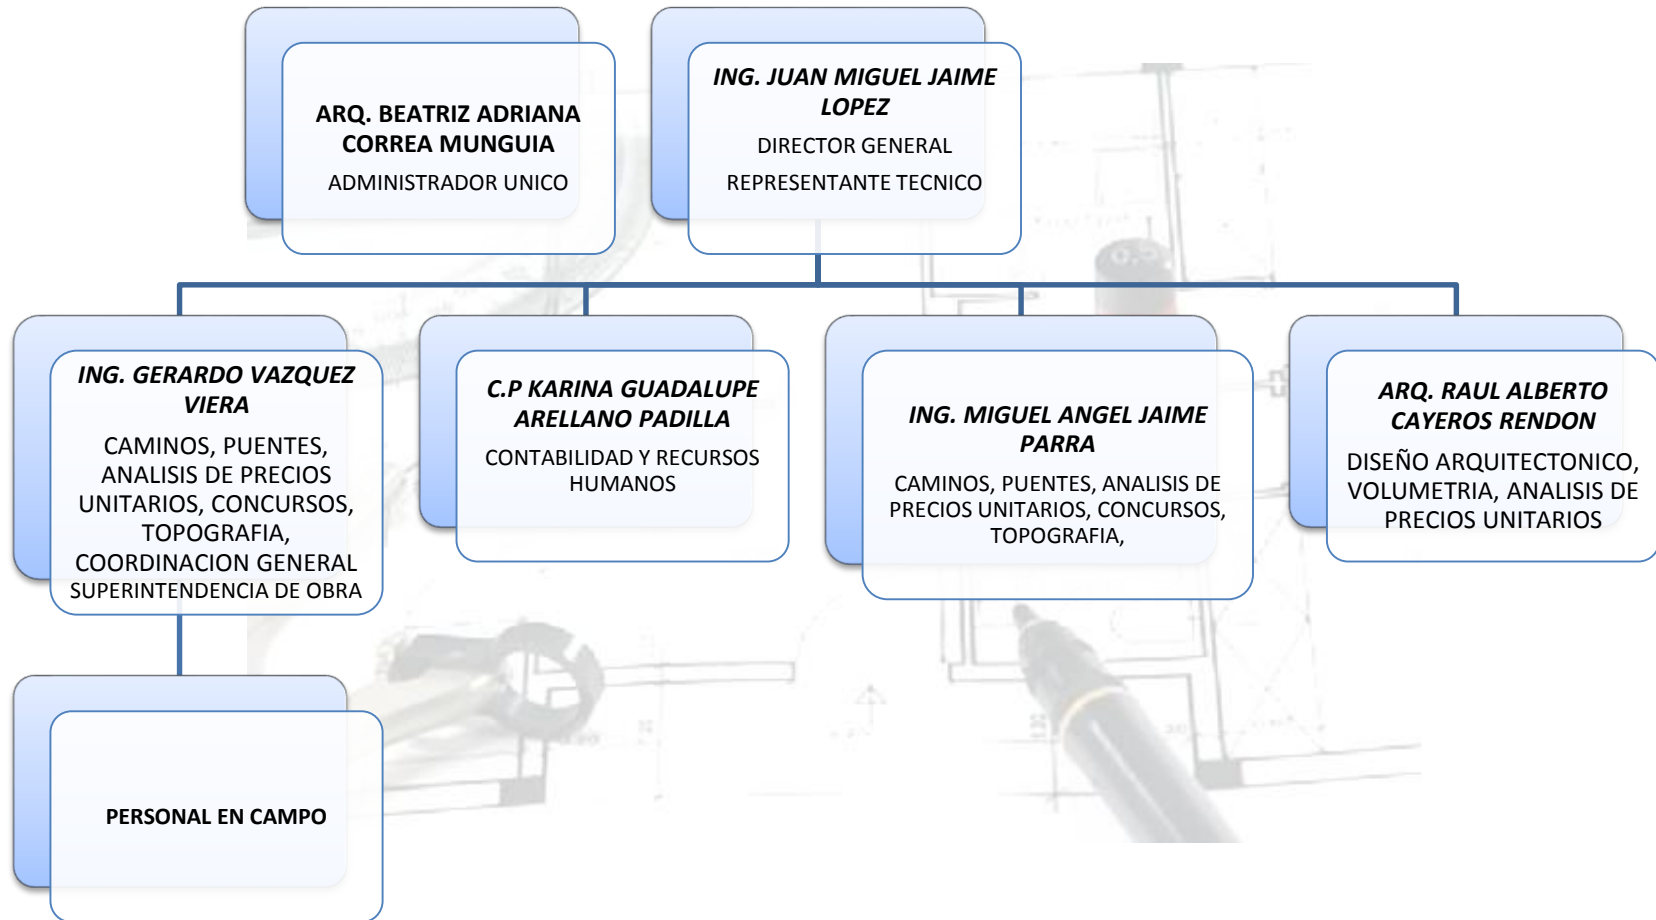 ARQ. BEATRIZ ADRIANA
CORREA MUNGUIA
ADMINISTRADOR UNICO
ING. JUAN MIGUEL JAIME
LOPEZ
DIRECTOR GENERAL
REPRESENTANTE TECNICO
ING. GERARDO VAZQUEZ
VIERA
CAMINOS, PUENTES,
ANALISIS DE PRECIOS
UNITARIOS, CONCURSOS,
TOPOGRAFIA,
COORDINACION GENERAL
SUPERINTENDENCIA DE OBRA
C.P KARINA GUADALUPE
ARELLANO PADILLA
CONTABILIDAD Y RECURSOS
HUMANOS
ING. MIGUEL ANGEL JAIME
PARRA
CAMINOS, PUENTES, ANALISIS DE
PRECIOS UNITARIOS, CONCURSOS,
TOPOGRAFIA,
ARQ. RAUL ALBERTO
CAYEROS RENDON
DISEÑO ARQUITECTONICO,
VOLUMETRIA, ANALISIS DE
PRECIOS UNITARIOS
PERSONAL EN CAMPO